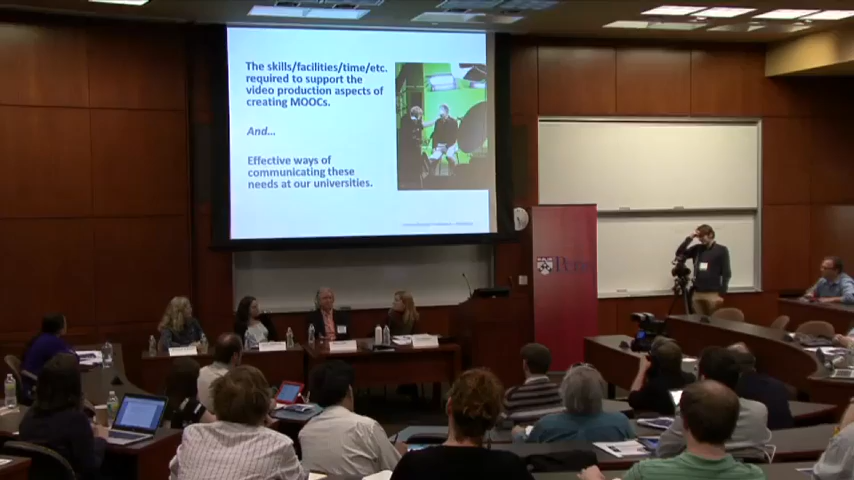 The skills/facilities/time/etc.
required to support the
video production aspects of
creating MOOCs.
And...
Effective ways of
communicating these
needs at our universities.
Penn